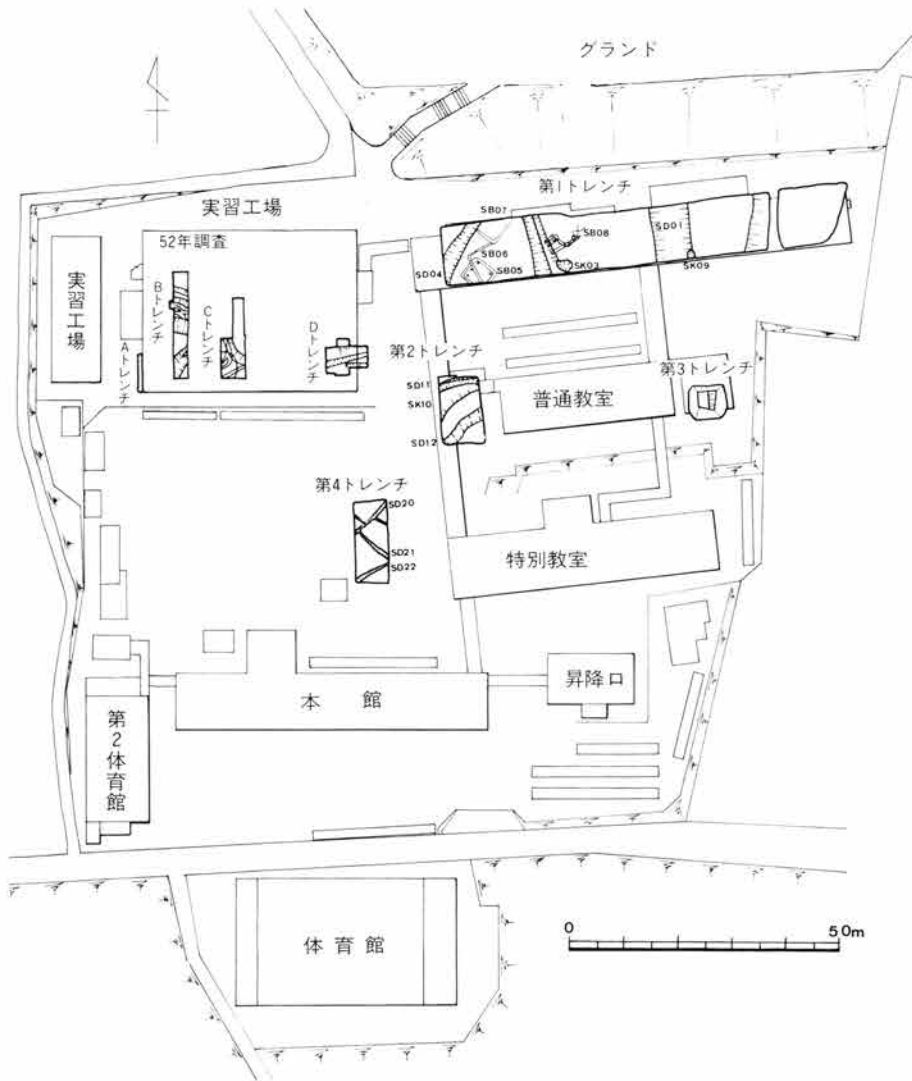 グランド
第1トレンチ
実習工場
52年調査
SB07
SB08
SD01
SB06
SB05
SD04
SK03
SK09
実習工場
Bトレンチ
Cトレンチ
Dトレンチ
Aトレンチ
第2トレンチ
第3トレンチ
SD11
SK10
SD12
普通教室
第4トレンチ
SD20
SD21
SD22
特別教室
昇降口
本館
第2体育館
体育館
0 50m